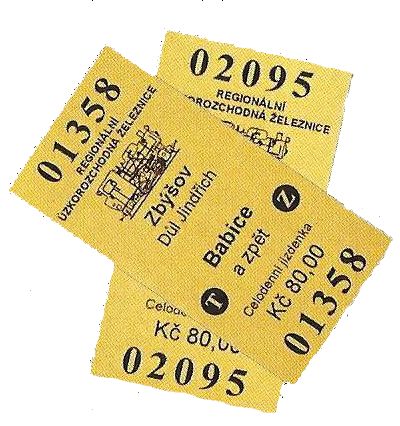 02095
REGIONÁLNÍ
ÚZKOROZCHODNÁ ŽELEZNICE
01358
REGIONÁLNÍ
ÚZKOROZCHODNÁ ŽELEZNICE
Zbýšov
Důl Jindřich
Babice
a zpět
T
Z
Celodenní jízdenka
Kč 80,00
01358
Celodenní
Kč 80,00
02095